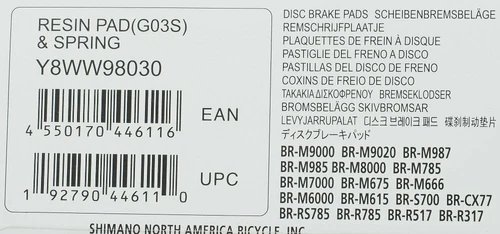 RESIN PAD(G03S)
& SPRING
Y8WW98030
EAN
4 550170 446116
UPC
1 92790 44611 0
DISC BRAKE PADS SCHEIBENBREMSBELÄGE
REMSCHRIJFPLAATJE
PLAQUETTES DE FREIN À DISQUE
PASTIGLIE DEL FRENO A DISCO
PASTILLAS DEL DISCO DE FRENO
COXINS DE FREIO DE DISCO
ΤΑΚΑΚΙΑ ΔΙΣΚΟΦΡΕΝΟΥ BREMSEKLODSER
BROMSBELÄGG SKIVBROMSAR
LEVYJARRUPALAT 디스크 브레이크 패드 碟刹制动垫片
ディスクブレーキパッド
BR-M9000 BR-M9020 BR-M987
BR-M985 BR-M8000 BR-M785
BR-M7000 BR-M675 BR-M666
BR-M6000 BR-M615 BR-S700 BR-CX77
BR-RS785 BR-R785 BR-R517 BR-R317
SHIMANO NORTH AMERICA BICYCLE, INC.